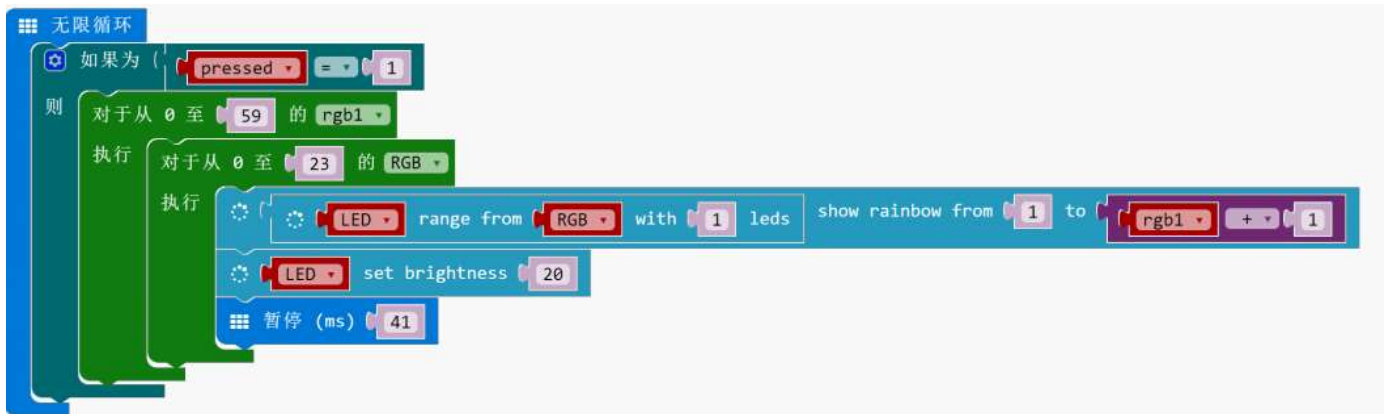 无限循环
如果为 ( pressed = 1
则 对于从 0 至 59 的 rgb1
执行 对于从 0 至 23 的 RGB
执行 ( LED range from RGB with 1 leds show rainbow from 1 to rgb1 + 1
LED set brightness 20
暂停 (ms) 41